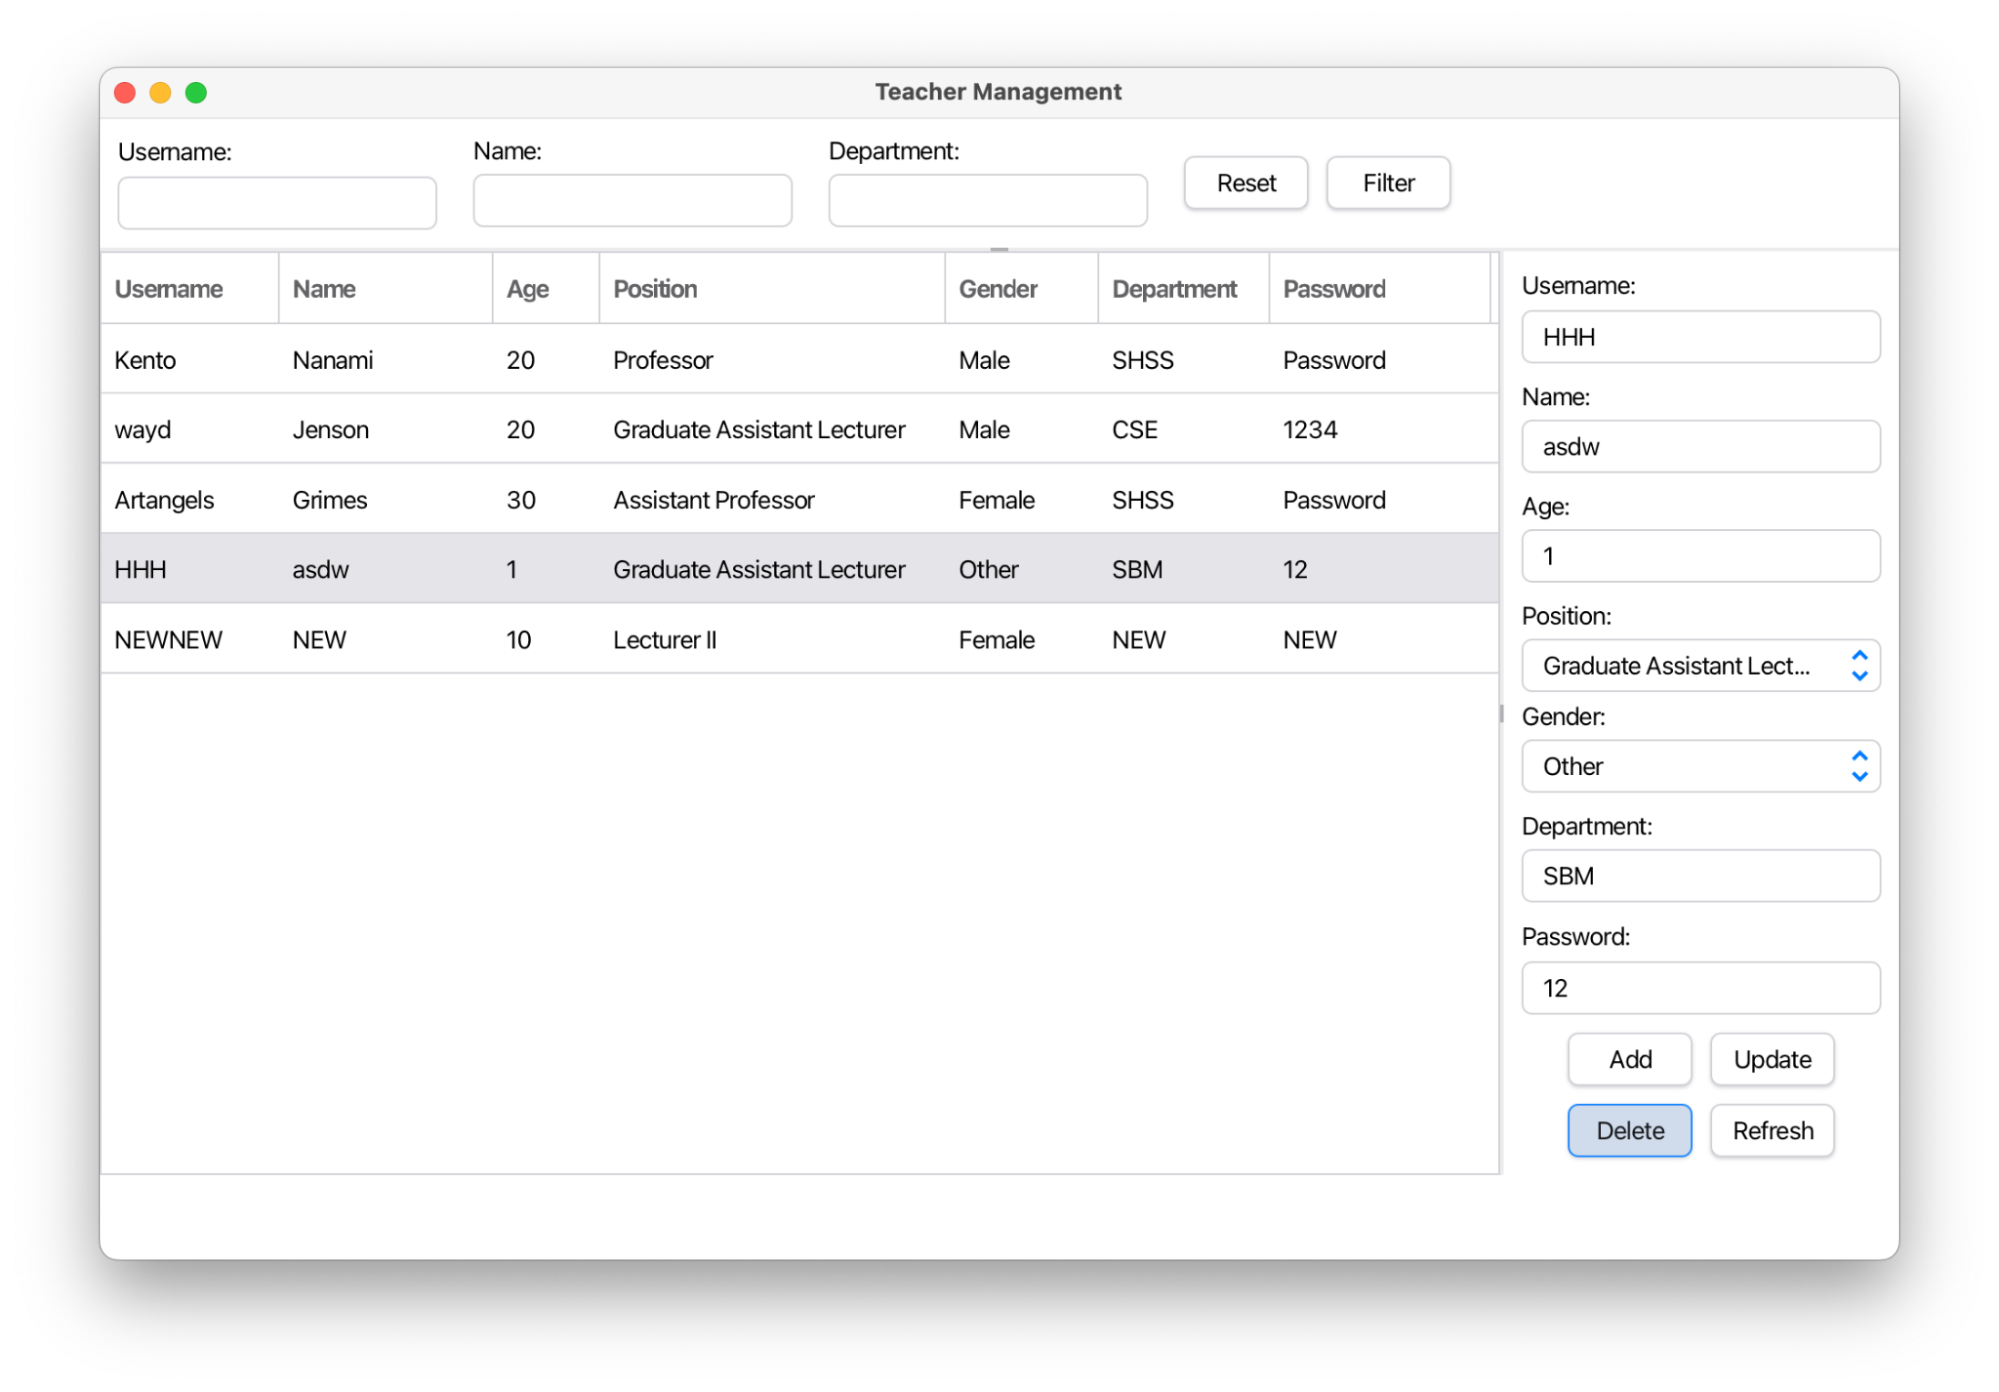 Teacher Management
Username: Name: Department:
Reset Filter
Username Name Age Position Gender Department Password
Kento Nanami 20 Professor Male SHSS Password
wayd Jenson 20 Graduate Assistant Lecturer Male CSE 1234
Artangels Grimes 30 Assistant Professor Female SHSS Password
HHH asdw 1 Graduate Assistant Lecturer Other SBM 12
NEWNEW NEW 10 Lecturer II Female NEW NEW
Username:
HHH
Name:
asdw
Age:
1
Position:
Graduate Assistant Lect...
Gender:
Other
Department:
SBM
Password:
12
Add Update
Delete Refresh